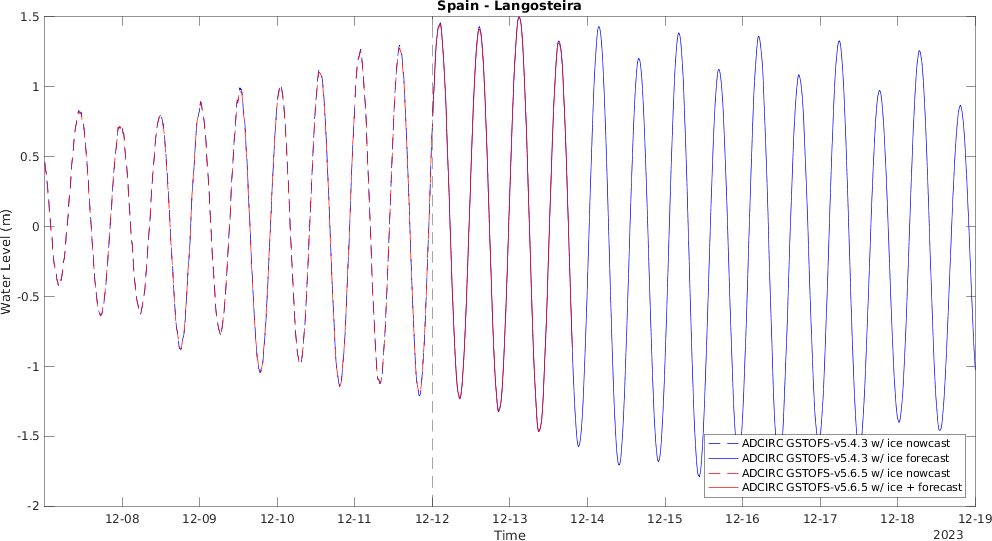 Spain - Langosteira
1.5
1
0.5
0
-0.5
-1
-1.5
-2
Water Level (m)
ADCIRC GSTOFS-v5.4.3 w/ ice nowcast
ADCIRC GSTOFS-v5.4.3 w/ ice forecast
ADCIRC GSTOFS-v5.6.5 w/ ice nowcast
ADCIRC GSTOFS-v5.6.5 w/ ice + forecast
12-08 12-09 12-10 12-11 12-12 12-13 12-14 12-15 12-16 12-17 12-18 12-19
Time
2023